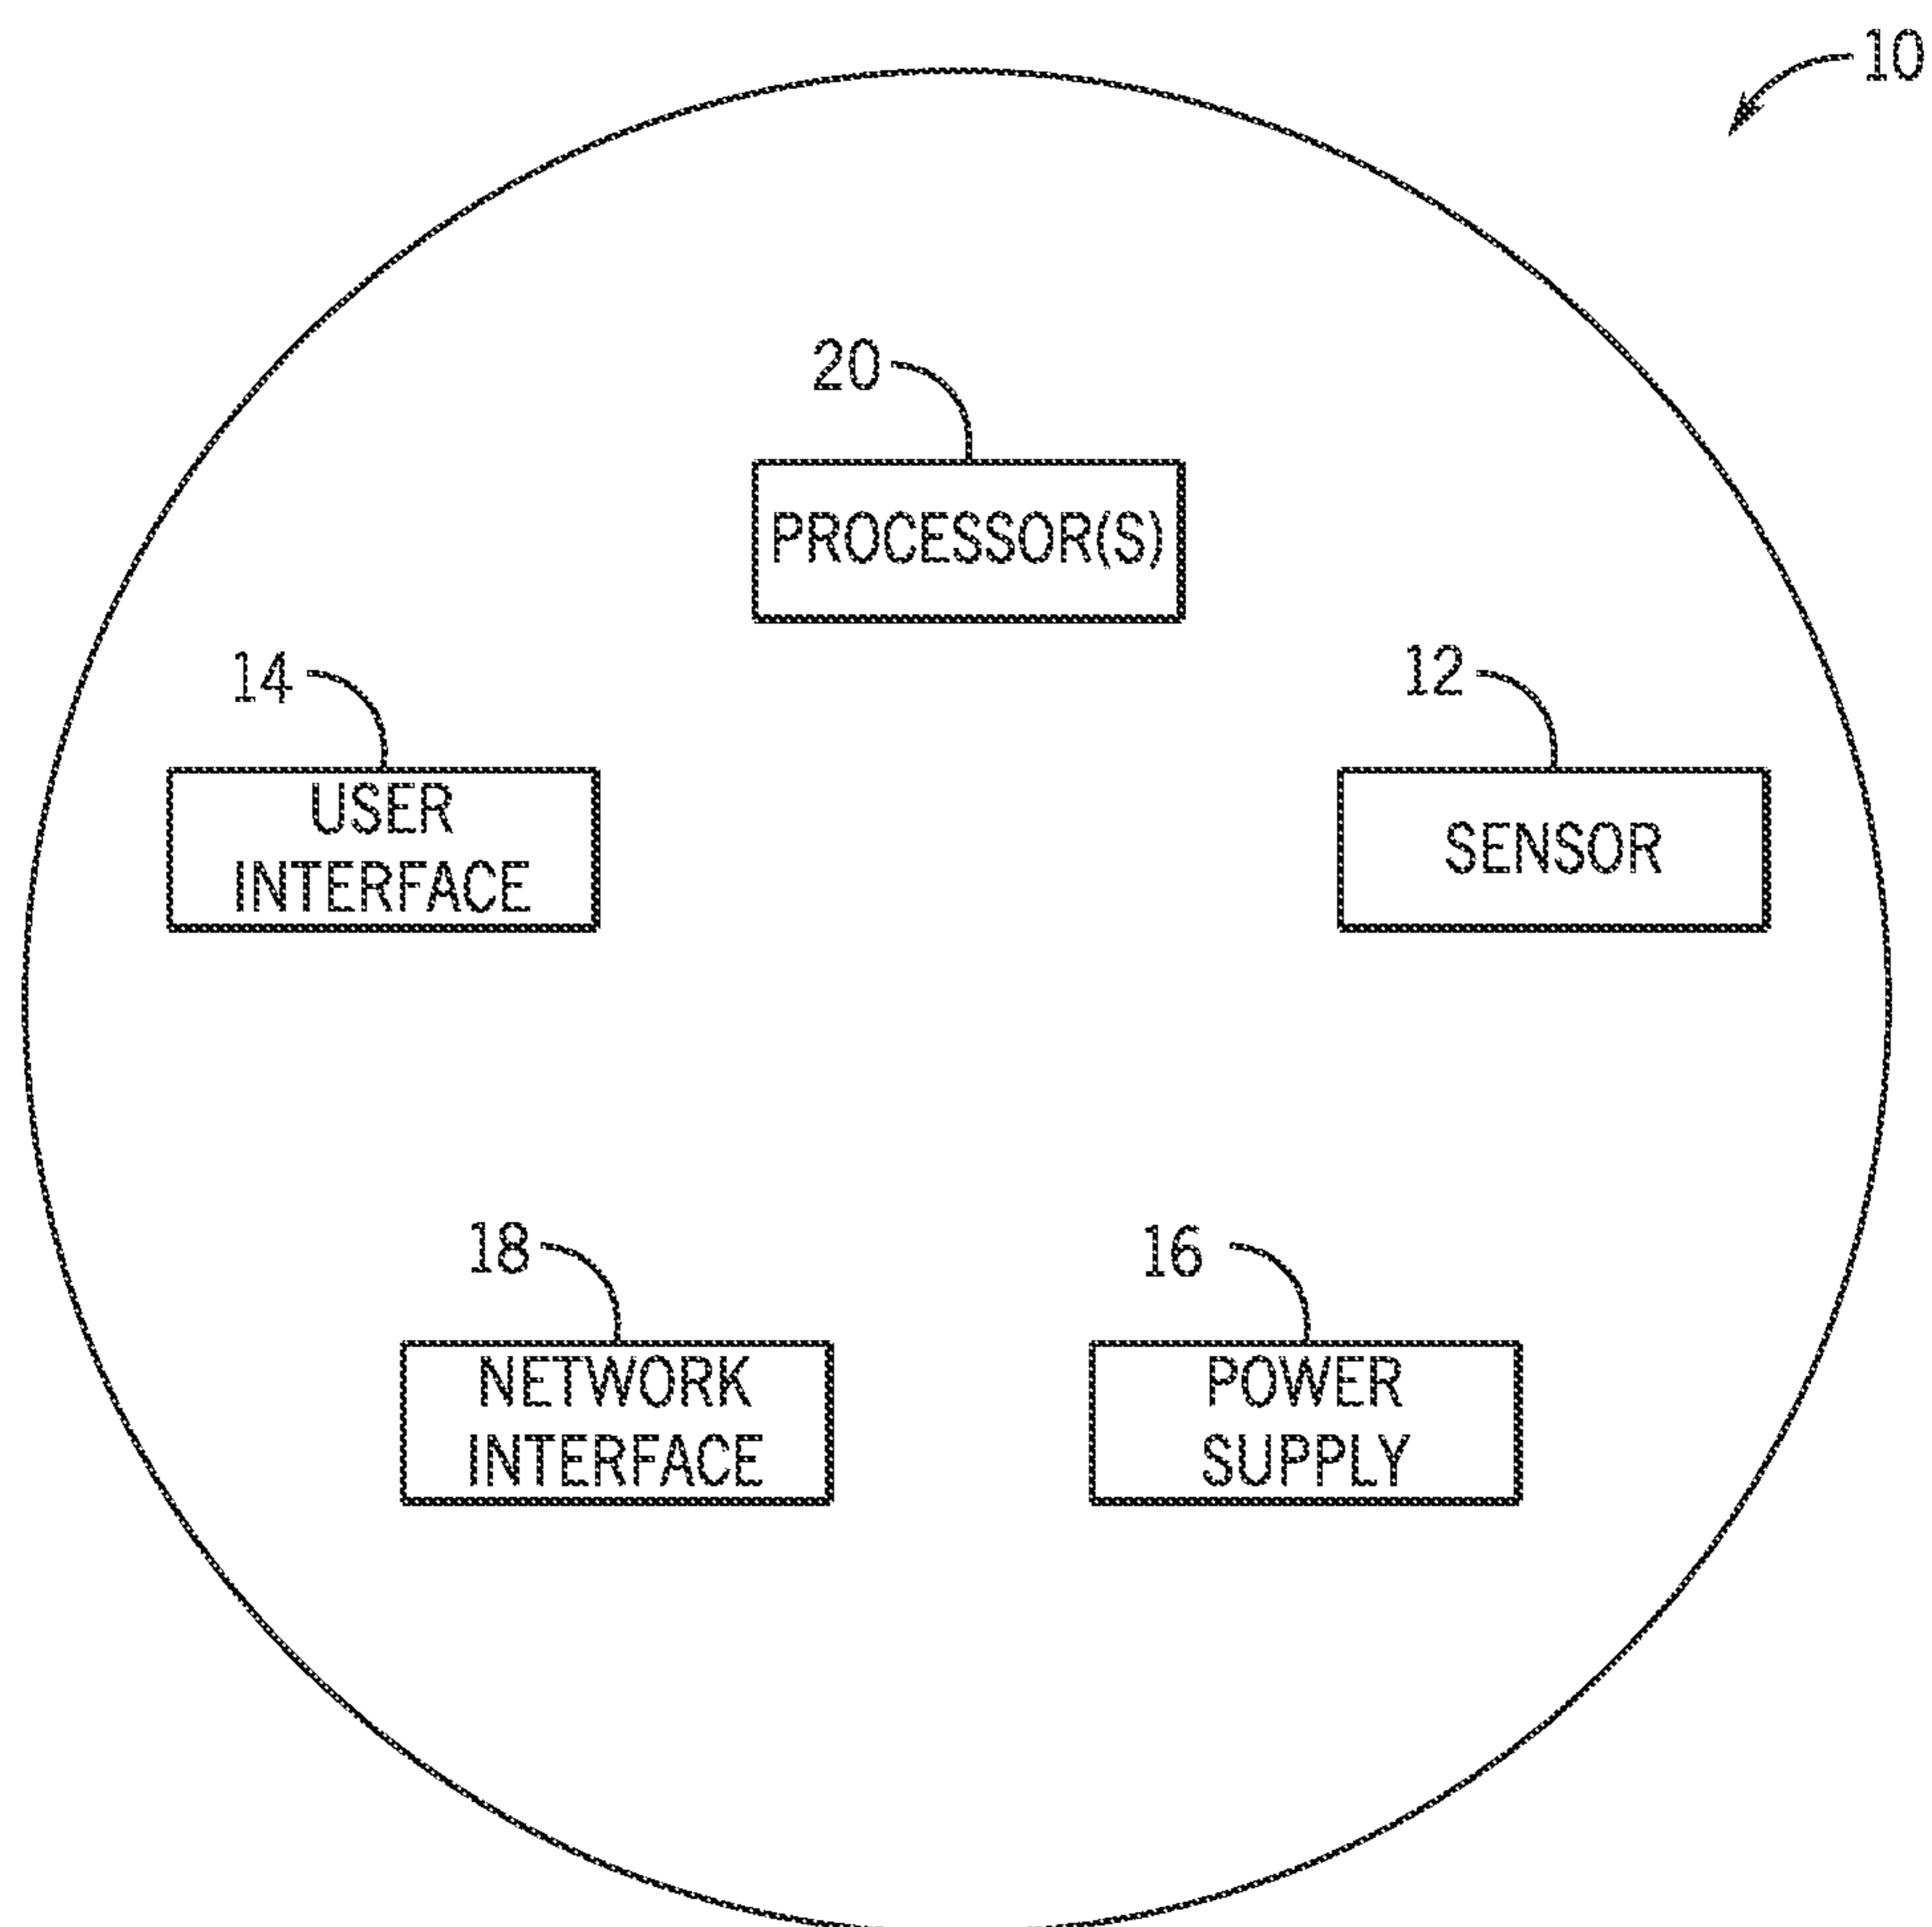 10
20
PROCESSOR(S)
14
12
USER
INTERFACE
SENSOR
18
16
NETWORK
INTERFACE
POWER
SUPPLY